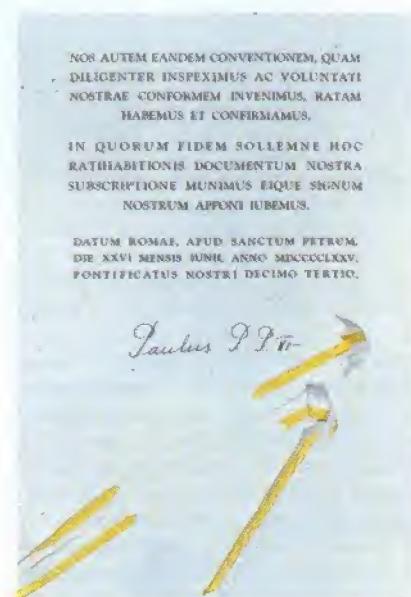 NOS AUTEM EANDEM CONVENTIONEM, QUAM
DILIGENTER INSPEXIMUS AC VOLUNTATI
NOSTRAE CONFORMEM INVENIMUS, RATAM
HABEMUS ET CONFIRMAMUS.
IN QUORUM FIDEM SOLLEMNE HOC
RATIHABITIONIS DOCUMENTUM NOSTRA
SUBSCRIPTIONE MUNIMUS EIQUE SIGNUM
NOSTRUM APPONI IUBEMUS.
DATUM ROMAE, APUD SANCTUM PETRUM,
DIE XXVI MENSIS IUNII, ANNO MDCCCCLXXV,
PONTIFICATUS NOSTRI DECIMO TERTIO.
Paulus P P. VI